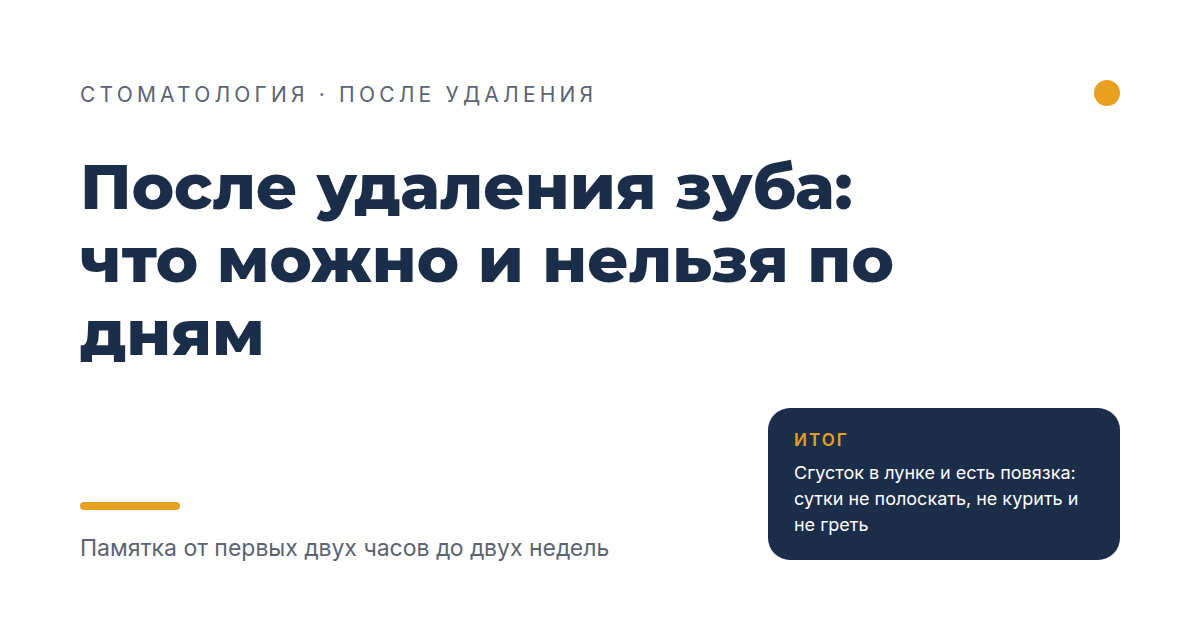 СТОМАТОЛОГИЯ · ПОСЛЕ УДАЛЕНИЯ
После удаления зуба:
что можно и нельзя по
дням
ИТОГ
Сгусток в лунке и есть повязка:
сутки не полоскать, не курить и
не греть
Памятка от первых двух часов до двух недель